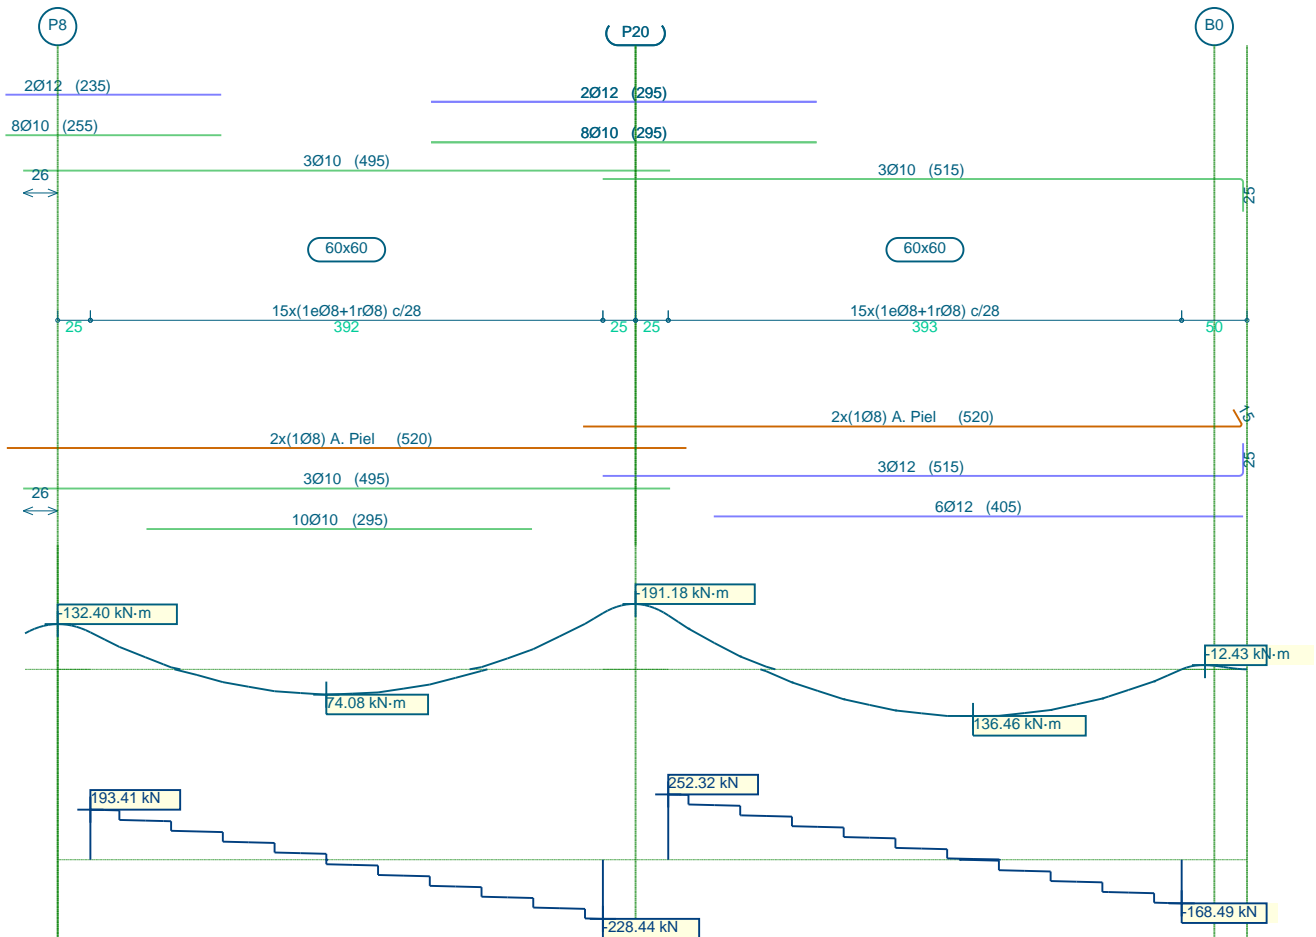 P8
P20
B0
2Ø12 (235)
2Ø12 (295)
8Ø10 (255)
8Ø10 (295)
3Ø10 (495)
3Ø10 (515)
26
25
60x60
60x60
15x(1eØ8+1rØ8) c/28
15x(1eØ8+1rØ8) c/28
25
392
25
25
393
50
2x(1Ø8) A. Piel (520)
15
2x(1Ø8) A. Piel (520)
3Ø12 (515)
25
3Ø10 (495)
26
6Ø12 (405)
10Ø10 (295)
-132.40 kN·m
-191.18 kN·m
-12.43 kN·m
74.08 kN·m
136.46 kN·m
193.41 kN
252.32 kN
-228.44 kN
-168.49 kN